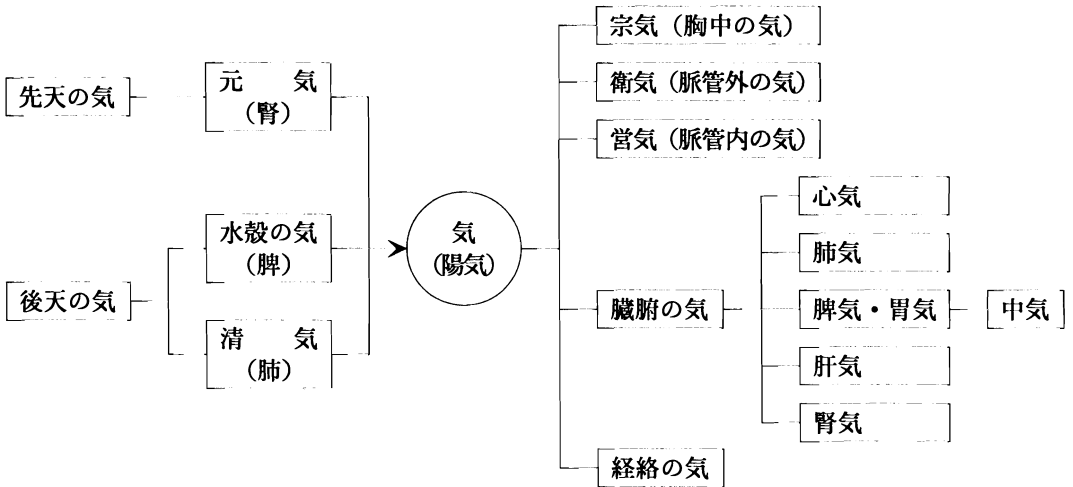 先天の気
元 気
（腎）
後天の気
水殻の気
（脾）
清 気
（肺）
気
（陽気）
宗気（胸中の気）
衛気（脈管外の気）
営気（脈管内の気）
臓腑の気
心気
肺気
脾気・胃気
中気
肝気
腎気
経絡の気